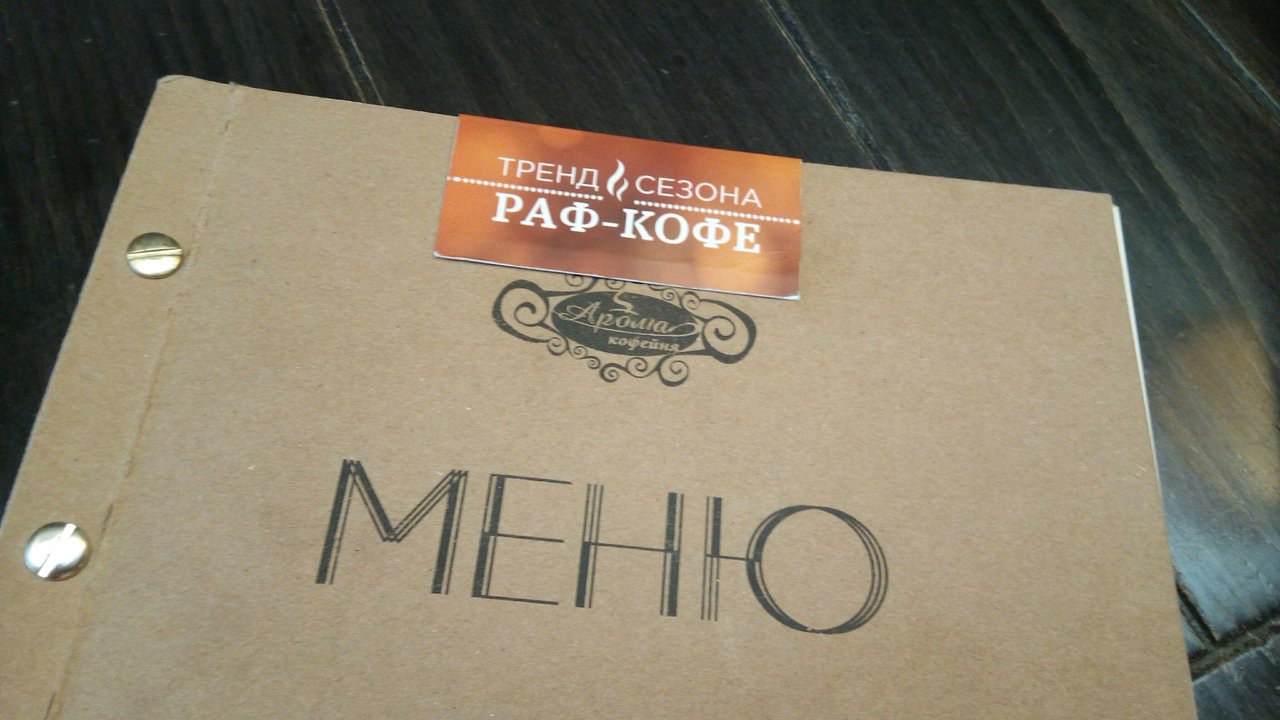 ТРЕНД СЕЗОНА
РАФ-КОФЕ
Арома
кофейня
МЕНЮ